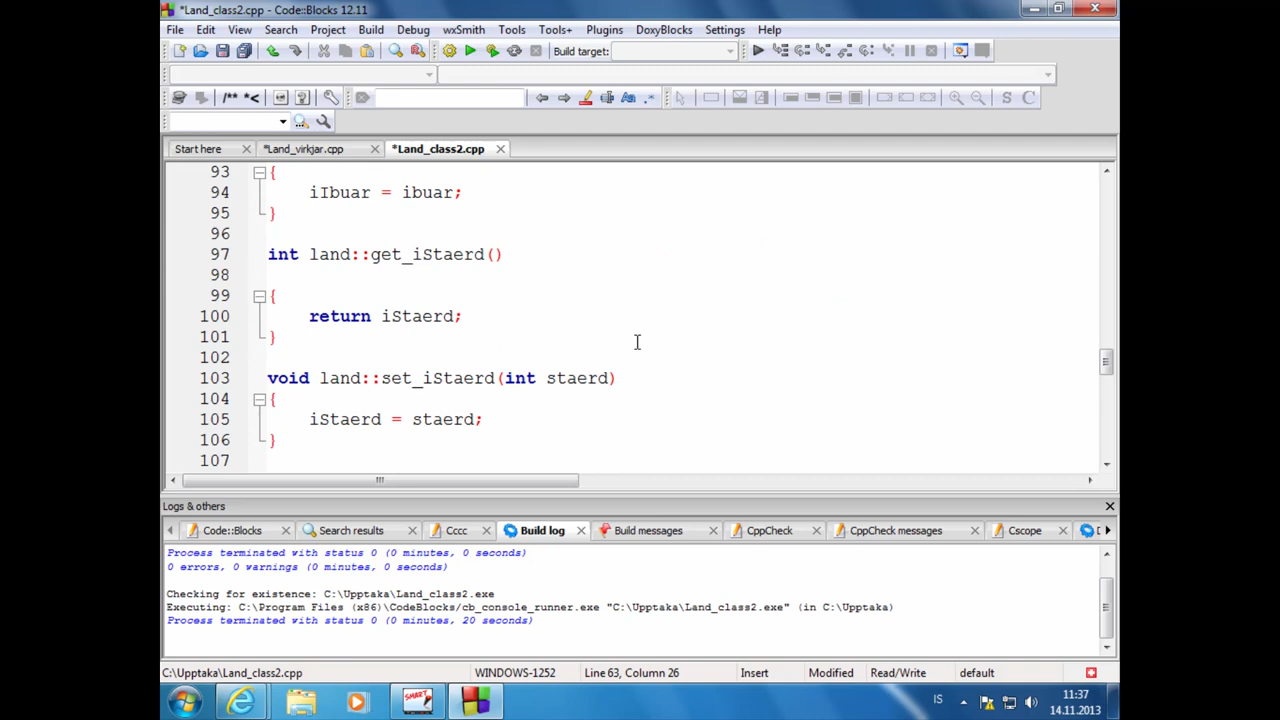 *Land_class2.cpp - Code::Blocks 12.11
File Edit View Search Project Build Debug wxSmith Tools Tools+ Plugins DoxyBlocks Settings Help
Build target:
/** *< Aa .* S C
Start here *Land_virkjar.cpp *Land_class2.cpp
93 {
94 iIbuar = ibuar;
95 }
96
97 int land::get_iStaerd()
98
99 {
100 return iStaerd;
101 }
102
103 void land::set_iStaerd(int staerd)
104 {
105 iStaerd = staerd;
106 }
107
Logs & others
Code::Blocks Search results Cccc Build log Build messages CppCheck CppCheck messages Cscope
Process terminated with status 0 (0 minutes, 0 seconds)
0 errors, 0 warnings (0 minutes, 0 seconds)
Checking for existence: C:\Upptaka\Land_class2.exe
Executing: C:\Program Files (x86)\CodeBlocks/cb_console_runner.exe "C:\Upptaka\Land_class2.exe" (in C:\Upptaka)
Process terminated with status 0 (0 minutes, 20 seconds)
C:\Upptaka\Land_class2.cpp WINDOWS-1252 Line 63, Column 26 Insert Modified Read/Write default
SMART IS 11:37
14.11.2013